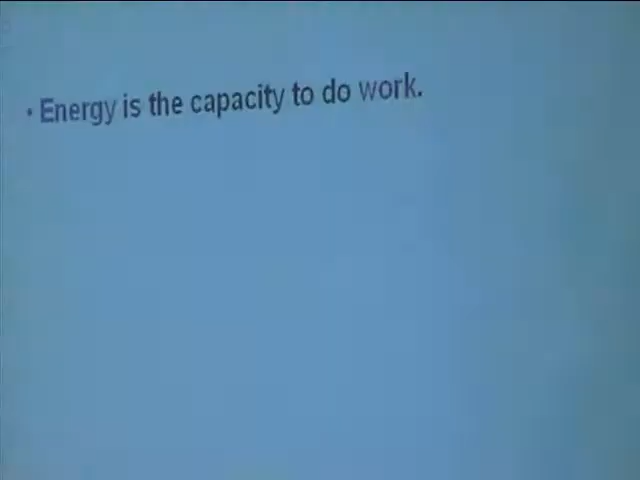 • Energy is the capacity to do work.